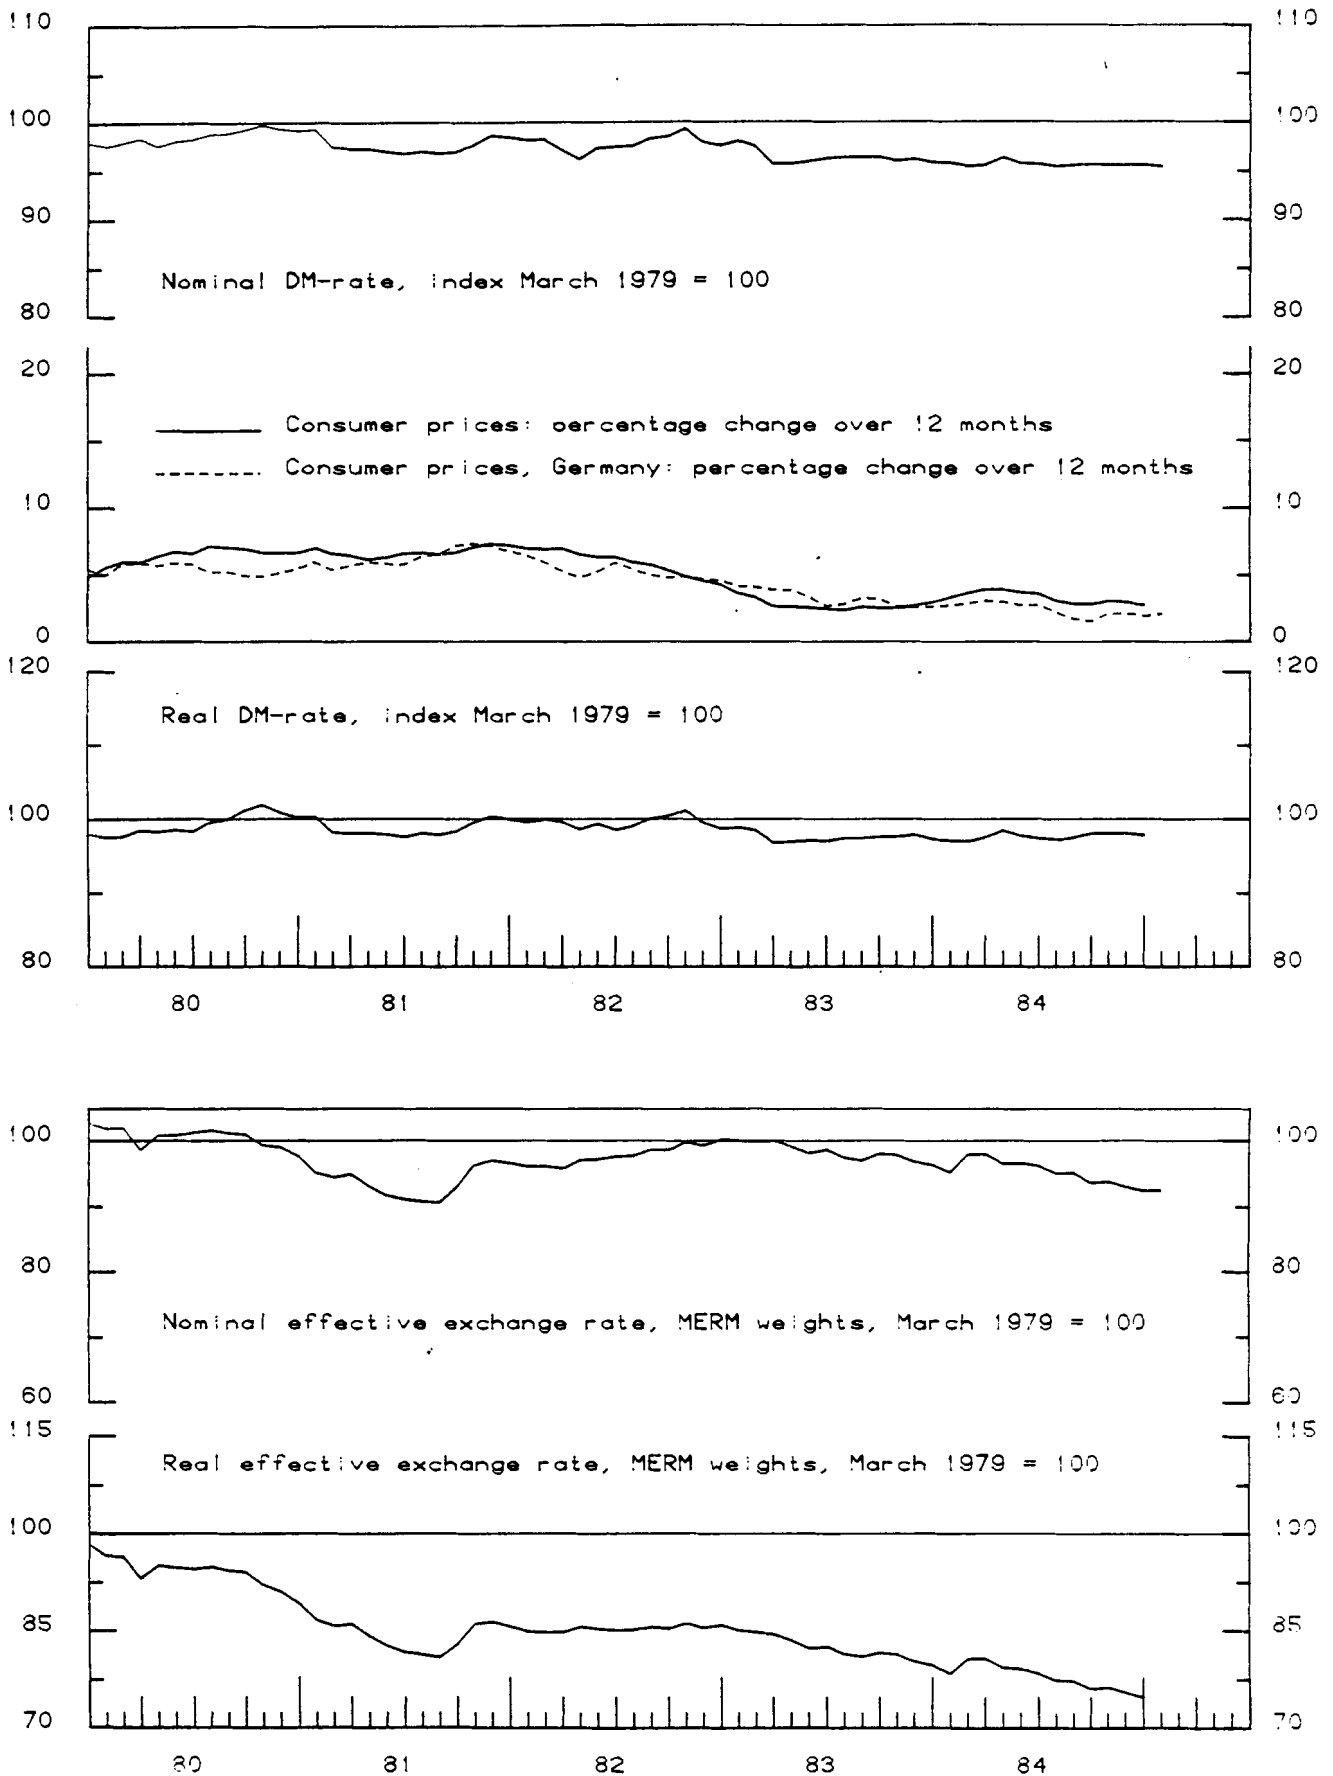 110 110
100 100
90 90
Nominal DM-rate, index March 1979 = 100
80 80
20 20
Consumer prices: percentage change over 12 months
Consumer prices, Germany: percentage change over 12 months
10 10
0 0
120 120
Real DM-rate, index March 1979 = 100
100 100
80 80
80 81 82 83 84
100 100
80 80
Nominal effective exchange rate, MERM weights, March 1979 = 100
60 60
115 115
Real effective exchange rate, MERM weights, March 1979 = 100
100 100
85 85
70 70
80 81 82 83 84